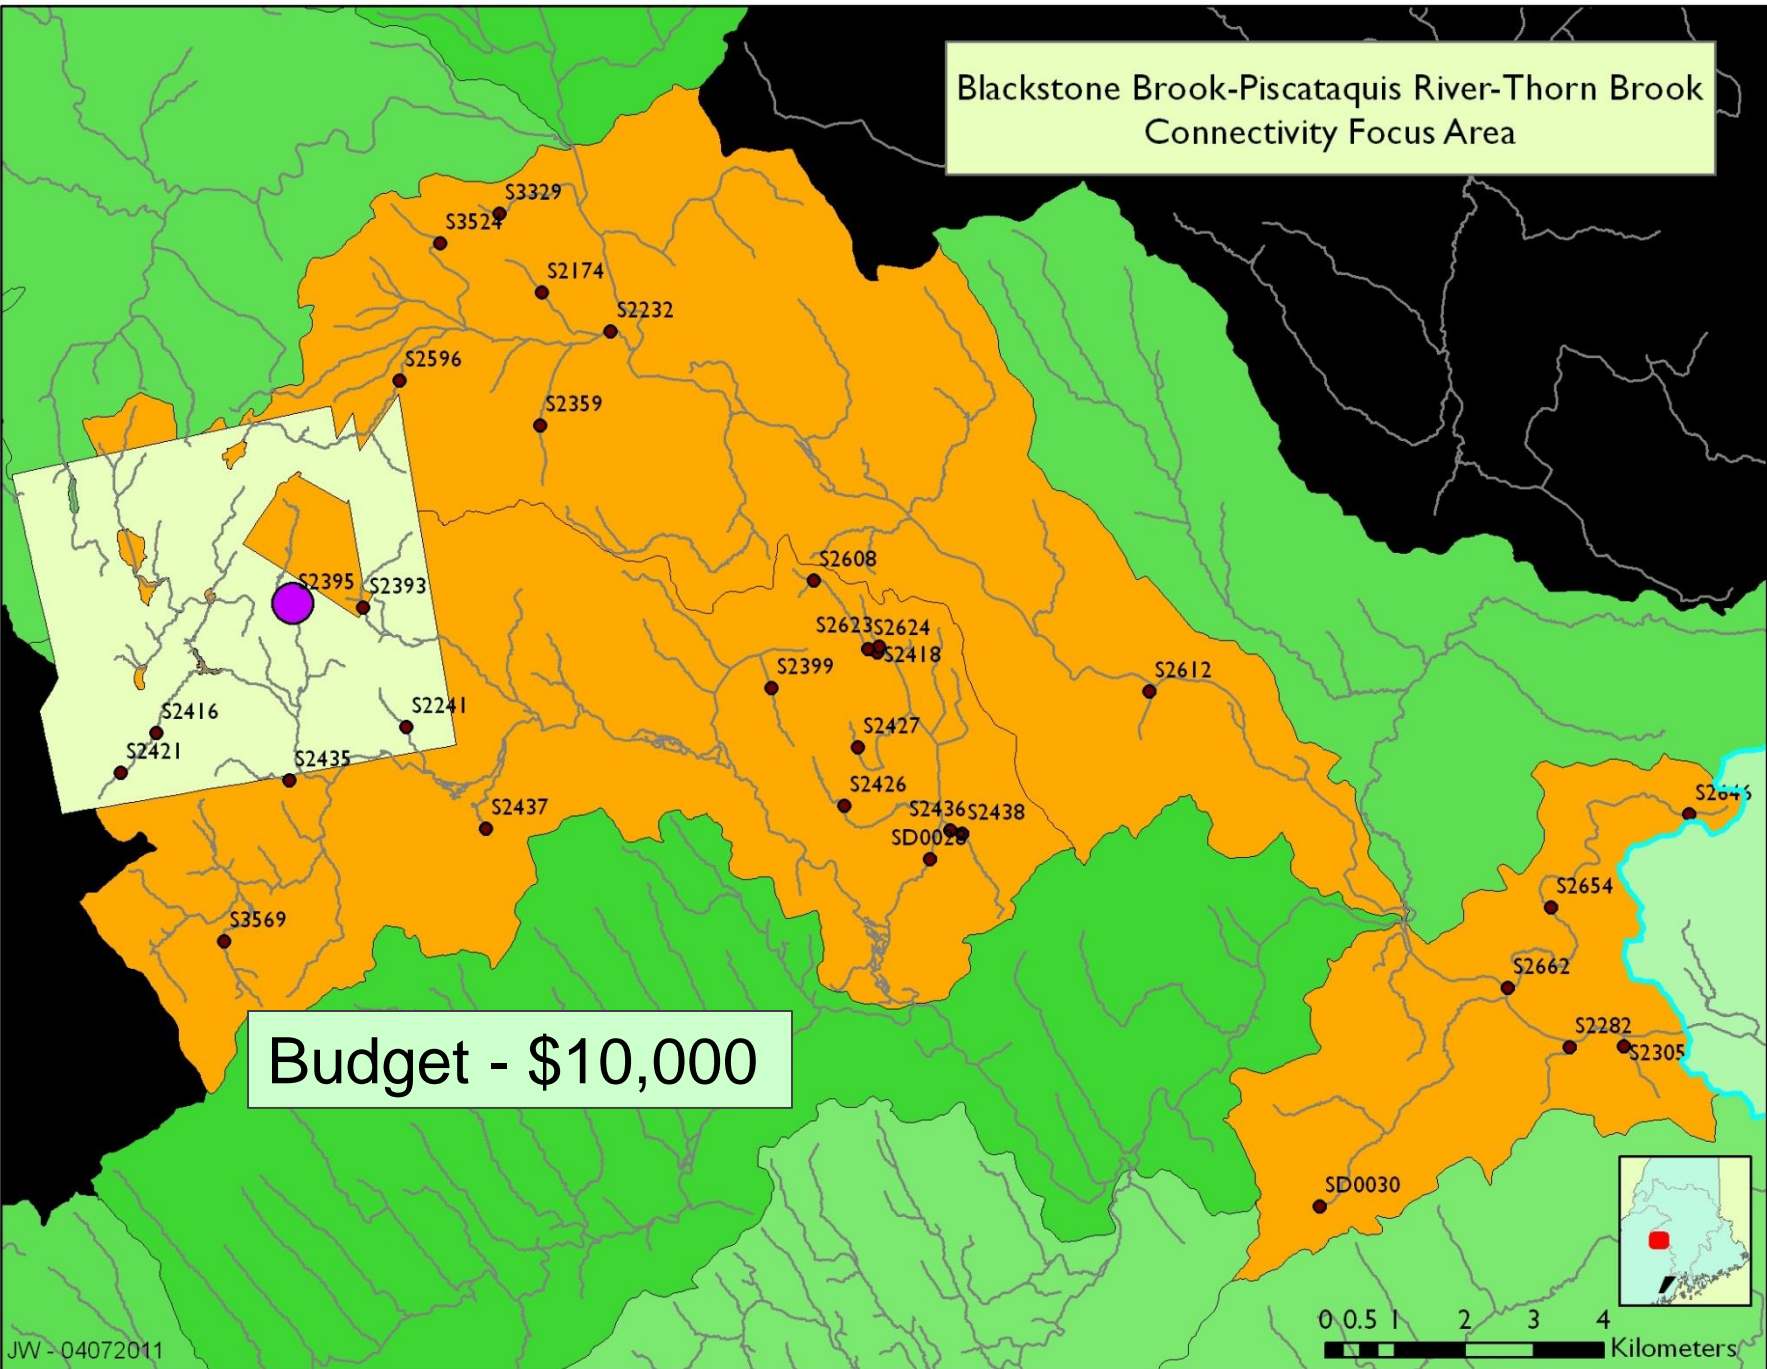 Blackstone Brook-Piscataquis River-Thorn Brook
Connectivity Focus Area
S3329
S3524
S2174
S2232
S2596
S2359
S2608
S2395
S2393
S2623
S2624
S2418
S2399
S2612
S2416
S2241
S2427
S2421
S2435
S2426
S2437
S2436
S2438
SD0028
S2646
S2654
S3569
S2662
S2282
S2305
Budget - $10,000
SD0030
0 0.5 1 2 3 4
Kilometers
JW - 04072011